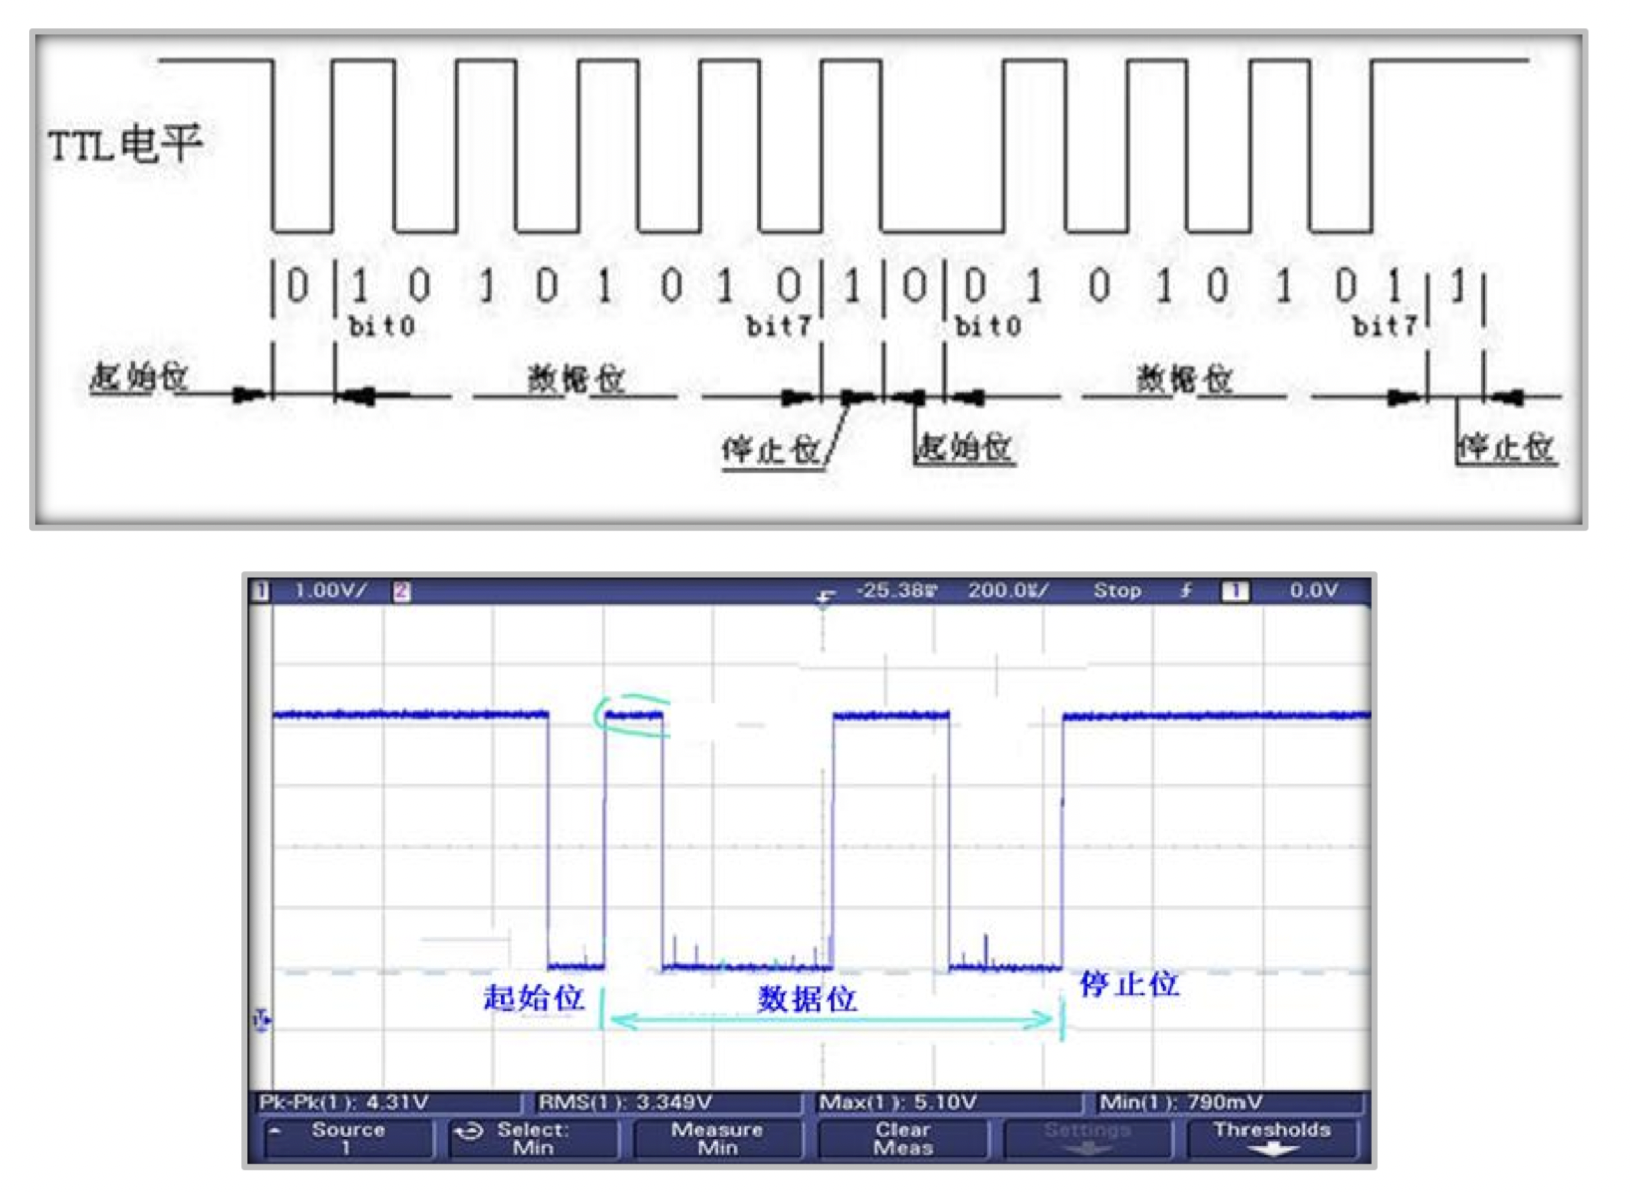 TTL电平
0 1 0 1 0 1 0 1 0 1 0 0 1 0 1 0 1 0 1 1
bit0 bit7 bit0 bit7
起始位 数据位 数据位
停止位 起始位 停止位
1 1.00V/ 2 200.0 / Stop 1 0.0V
起始位 数据位 停止位
Pk-Pk(1): 4.31V RMS(1): 3.349V Max(1): 5.10V Min(1): 790mV
Source Select: Measure Clear Settings Thresholds
1 Min Min Meas